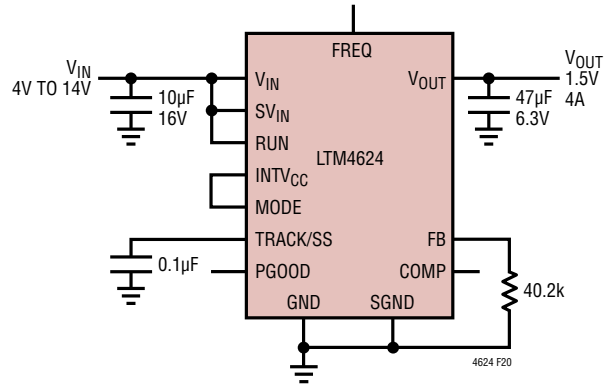 FREQ
V_IN
4V TO 14V
10µF
16V
V_IN
SV_IN
RUN
INTV_CC
MODE
TRACK/SS
PGOOD
GND
SGND
LTM4624
V_OUT
FB
COMP
V_OUT
1.5V
4A
47µF
6.3V
0.1µF
40.2k
4624 F20